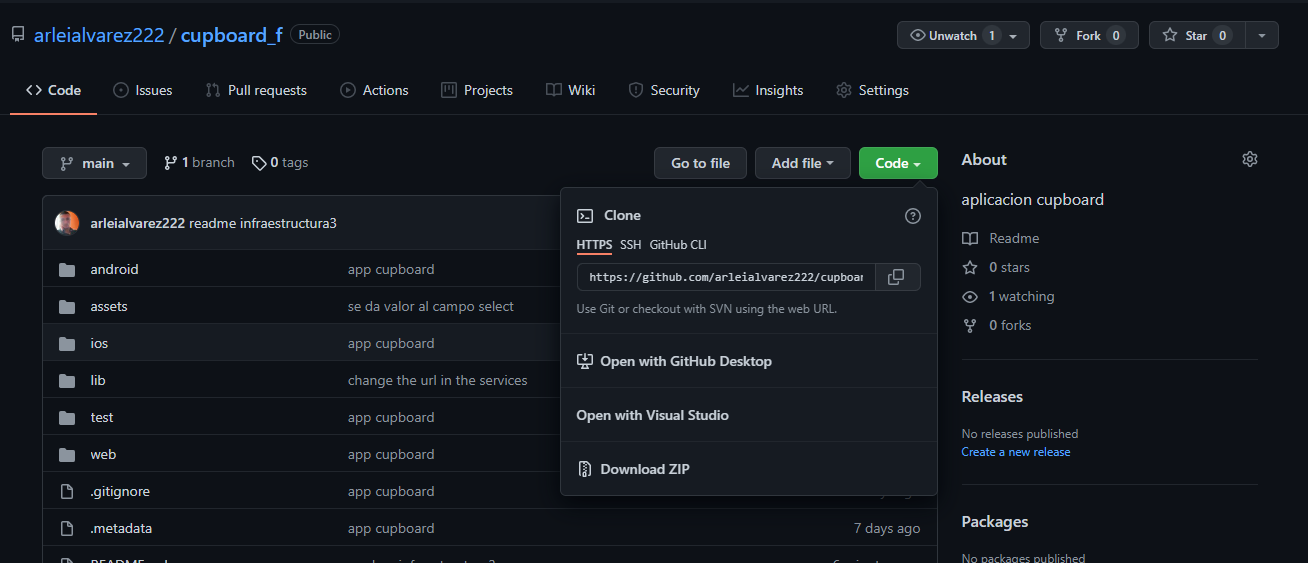 arleialvarez222 / cupboard_f Public
Unwatch 1
Fork 0
Star 0
Code Issues Pull requests Actions Projects Wiki Security Insights Settings
main 1 branch 0 tags
Go to file Add file Code
arleialvarez222 readme infraestructura3
android app cupboard
assets se da valor al campo select
ios app cupboard
lib change the url in the services
test app cupboard
web app cupboard
.gitignore app cupboard
.metadata app cupboard 7 days ago
Clone
HTTPS SSH GitHub CLI
https://github.com/arleialvarez222/cupboar
Use Git or checkout with SVN using the web URL.
Open with GitHub Desktop
Open with Visual Studio
Download ZIP
About
aplicacion cupboard
Readme
0 stars
1 watching
0 forks
Releases
No releases published
Create a new release
Packages
No packages published